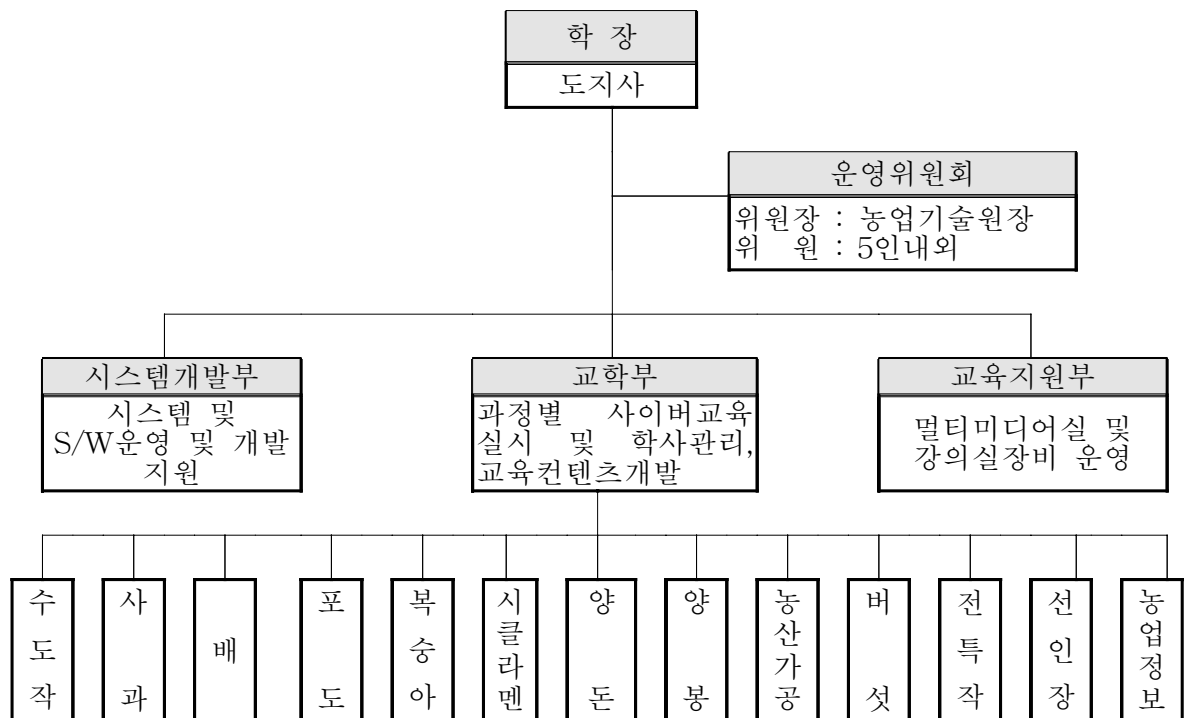 학 장
도지사
운영위원회
위원장 : 농업기술원장
위 원 : 5인내외
시스템개발부
시스템 및
S/W운영 및 개발
지원
교학부
과정별 사이버교육
실시 및 학사관리,
교육컨텐츠개발
교육지원부
멀티미디어실 및
강의실장비 운영
수도작
사과
배
포도
복숭아
시클라멘
양돈
양봉
농산가공
버섯
전특작
선인장
농업정보